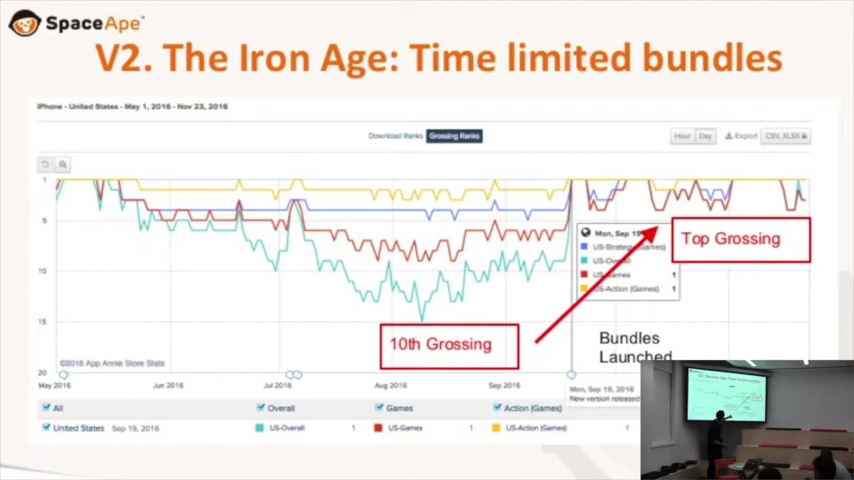 SpaceApe
V2. The Iron Age: Time limited bundles
iPhone - United States - May 1, 2016 - Nov 23, 2016
Download Ranks Grossing Ranks Hour Day Export CSV, XLSX
1
5
10
15
20
Mon, Sep 19
US-Strategy (Games)
US-Overall
US-Games 1
US-Action (Games) 1
Top Grossing
10th Grossing
Bundles
Launched
©2016 App Annie Store Stats
May 2016 Jun 2016 Jul 2016 Aug 2016 Sep 2016
Mon, Sep 19, 2016
New version released
All Overall Games Action (Games)
United States Sep 19, 2016 US-Overall 1 US-Games 1 US-Action (Games) 1